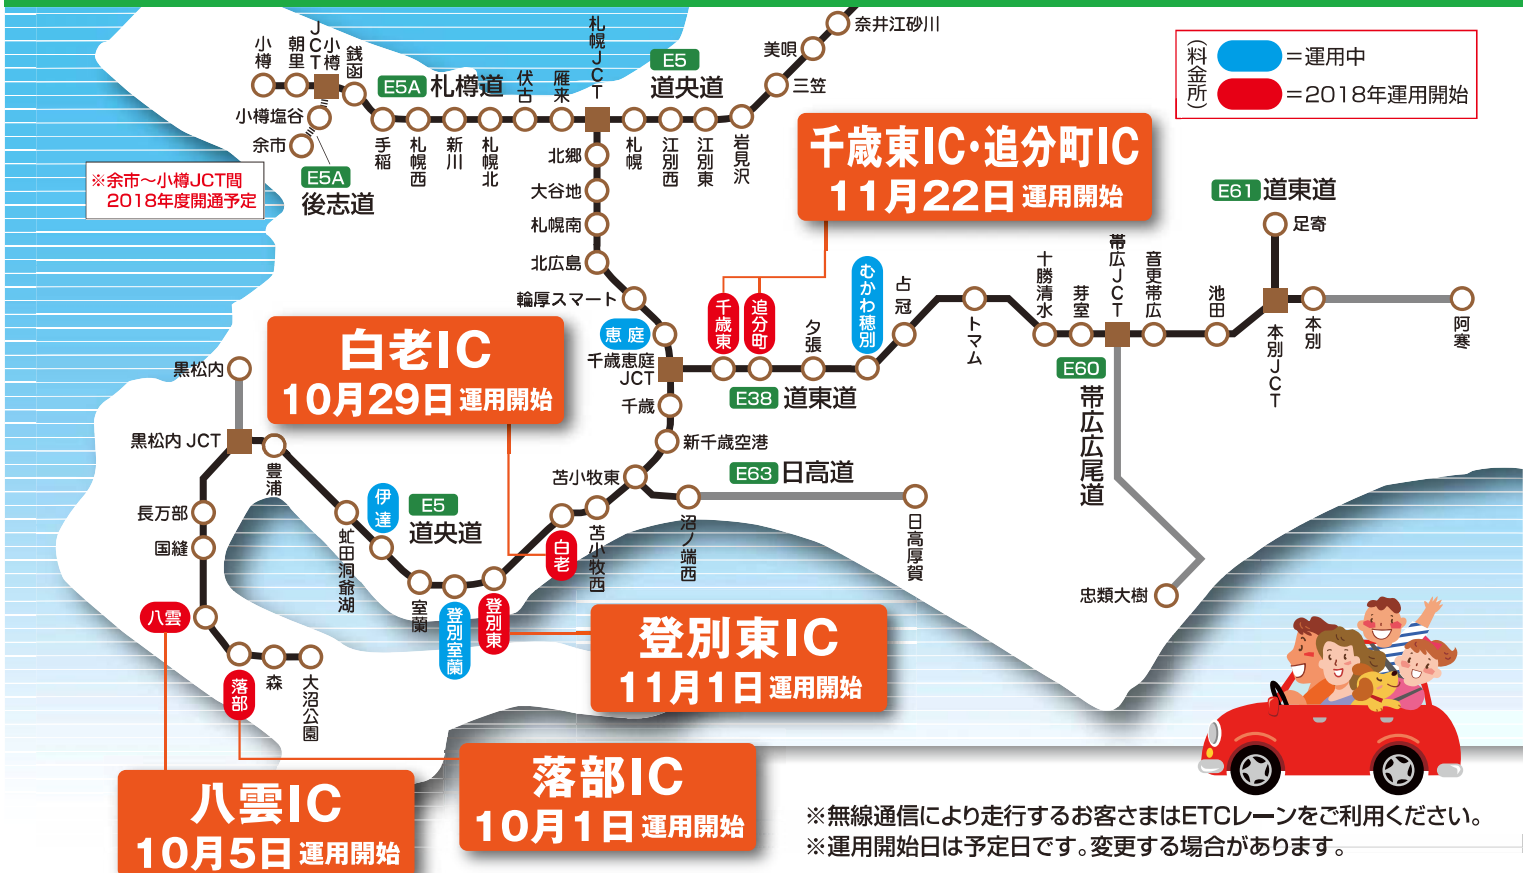 奈井江砂川
美唄
三笠
岩見沢
江別東
江別西
札幌
札幌JCT
雁来
伏古
札幌北
新川
札幌西
手稲
銭函
小樽JCT
朝里
小樽
小樽塩谷
余市
E5A 札樽道
E5
道央道
E5A
後志道
※余市～小樽JCT間
2018年度開通予定
（料金所）
＝運用中
＝2018年運用開始
千歳東IC・追分町IC
11月22日 運用開始
E61 道東道
足寄
本別JCT
本別
阿寒
池田
音更帯広
帯広JCT
芽室
十勝清水
トマム
占冠
むかわ穂別
夕張
追分町
千歳東
E38 道東道
E60
帯広広尾道
忠類大樹
北郷
大谷地
札幌南
北広島
輪厚スマート
恵庭
千歳恵庭
JCT
千歳
新千歳空港
苫小牧東
E63 日高道
沼ノ端西
日高厚賀
苫小牧西
白老
白老IC
10月29日 運用開始
黒松内
黒松内 JCT
豊浦
虻田洞爺湖
伊達
E5
道央道
室蘭
登別室蘭
登別東
長万部
国縫
八雲
落部
森
大沼公園
登別東IC
11月1日 運用開始
落部IC
10月1日 運用開始
八雲IC
10月5日 運用開始
※無線通信により走行するお客さまはETCレーンをご利用ください。
※運用開始日は予定日です。変更する場合があります。